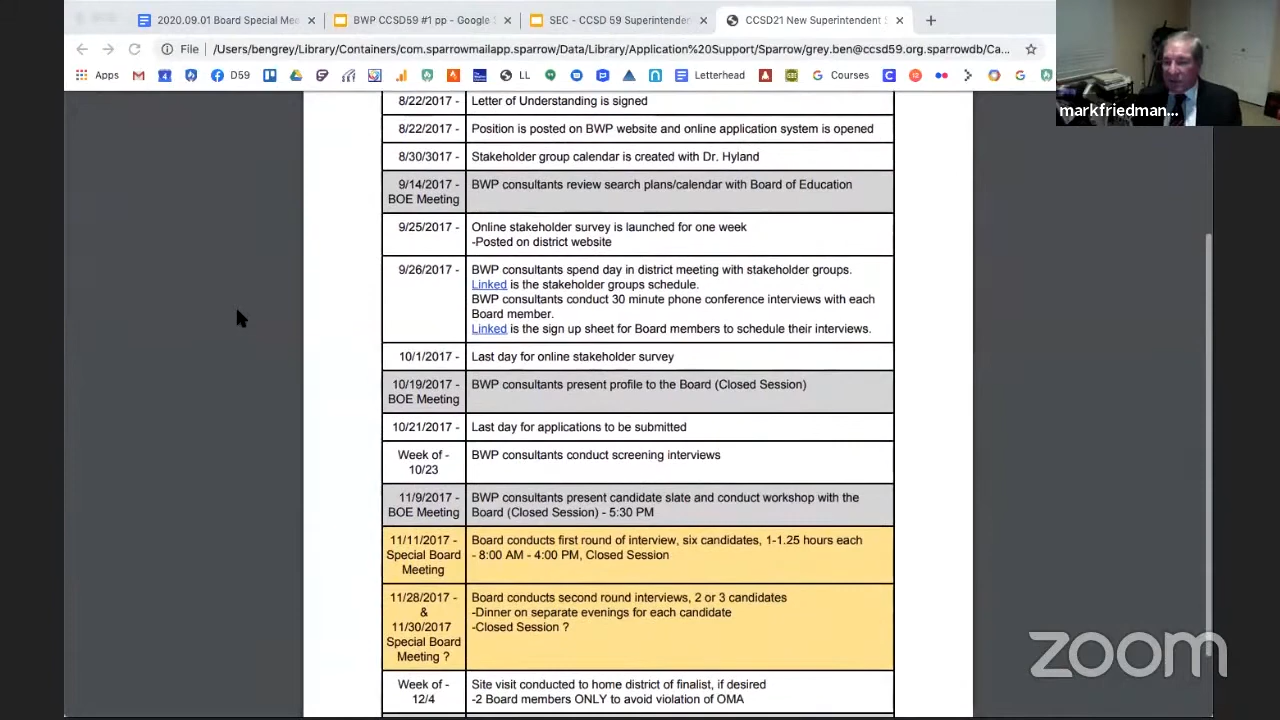 2020.09.01 Board Special Mee
BWP CCSD59 #1 pp - Google S
SEC - CCSD 59 Superintenden
CCSD21 New Superintendent S
File
/Users/bengrey/Library/Containers/com.sparrowmailapp.sparrow/Data/Library/Application%20Support/Sparrow/grey.ben@ccsd59.org.sparrowdb/Ca...
Apps
D59
LL
Letterhead
Courses
markfriedman...
8/22/2017 -
Letter of Understanding is signed
8/22/2017 -
Position is posted on BWP website and online application system is opened
8/30/3017 -
Stakeholder group calendar is created with Dr. Hyland
9/14/2017 -
BOE Meeting
BWP consultants review search plans/calendar with Board of Education
9/25/2017 -
Online stakeholder survey is launched for one week
-Posted on district website
9/26/2017 -
BWP consultants spend day in district meeting with stakeholder groups.
Linked is the stakeholder groups schedule.
BWP consultants conduct 30 minute phone conference interviews with each
Board member.
Linked is the sign up sheet for Board members to schedule their interviews.
10/1/2017 -
Last day for online stakeholder survey
10/19/2017 -
BOE Meeting
BWP consultants present profile to the Board (Closed Session)
10/21/2017 -
Last day for applications to be submitted
Week of -
10/23
BWP consultants conduct screening interviews
11/9/2017 -
BOE Meeting
BWP consultants present candidate slate and conduct workshop with the
Board (Closed Session) - 5:30 PM
11/11/2017 -
Special Board
Meeting
Board conducts first round of interview, six candidates, 1-1.25 hours each
- 8:00 AM - 4:00 PM, Closed Session
11/28/2017 -
&
11/30/2017
Special Board
Meeting ?
Board conducts second round interviews, 2 or 3 candidates
-Dinner on separate evenings for each candidate
-Closed Session ?
Week of -
12/4
Site visit conducted to home district of finalist, if desired
-2 Board members ONLY to avoid violation of OMA
zoom